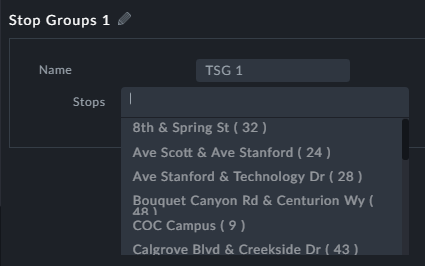 Stop Groups 1
Name
TSG 1
Stops
8th & Spring St ( 32 )
Ave Scott & Ave Stanford ( 24 )
Ave Stanford & Technology Dr ( 28 )
Bouquet Canyon Rd & Centurion Wy (
48 )
COC Campus ( 9 )
Calgrove Blvd & Creekside Dr ( 43 )